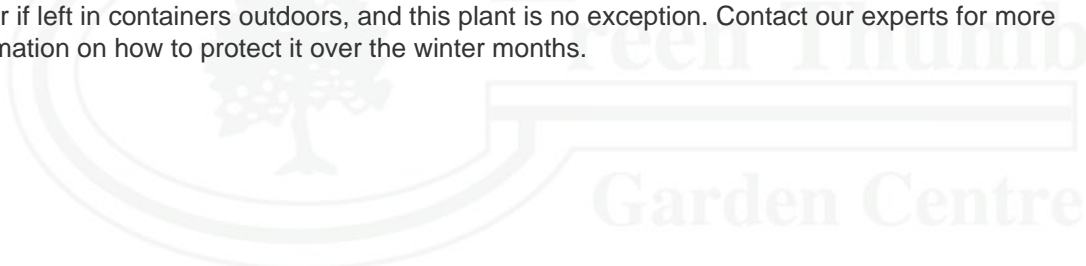 r if left in containers outdoors, and this plant is no exception. Contact our experts for more
mation on how to protect it over the winter months.
reen Thumb
Garden Centre